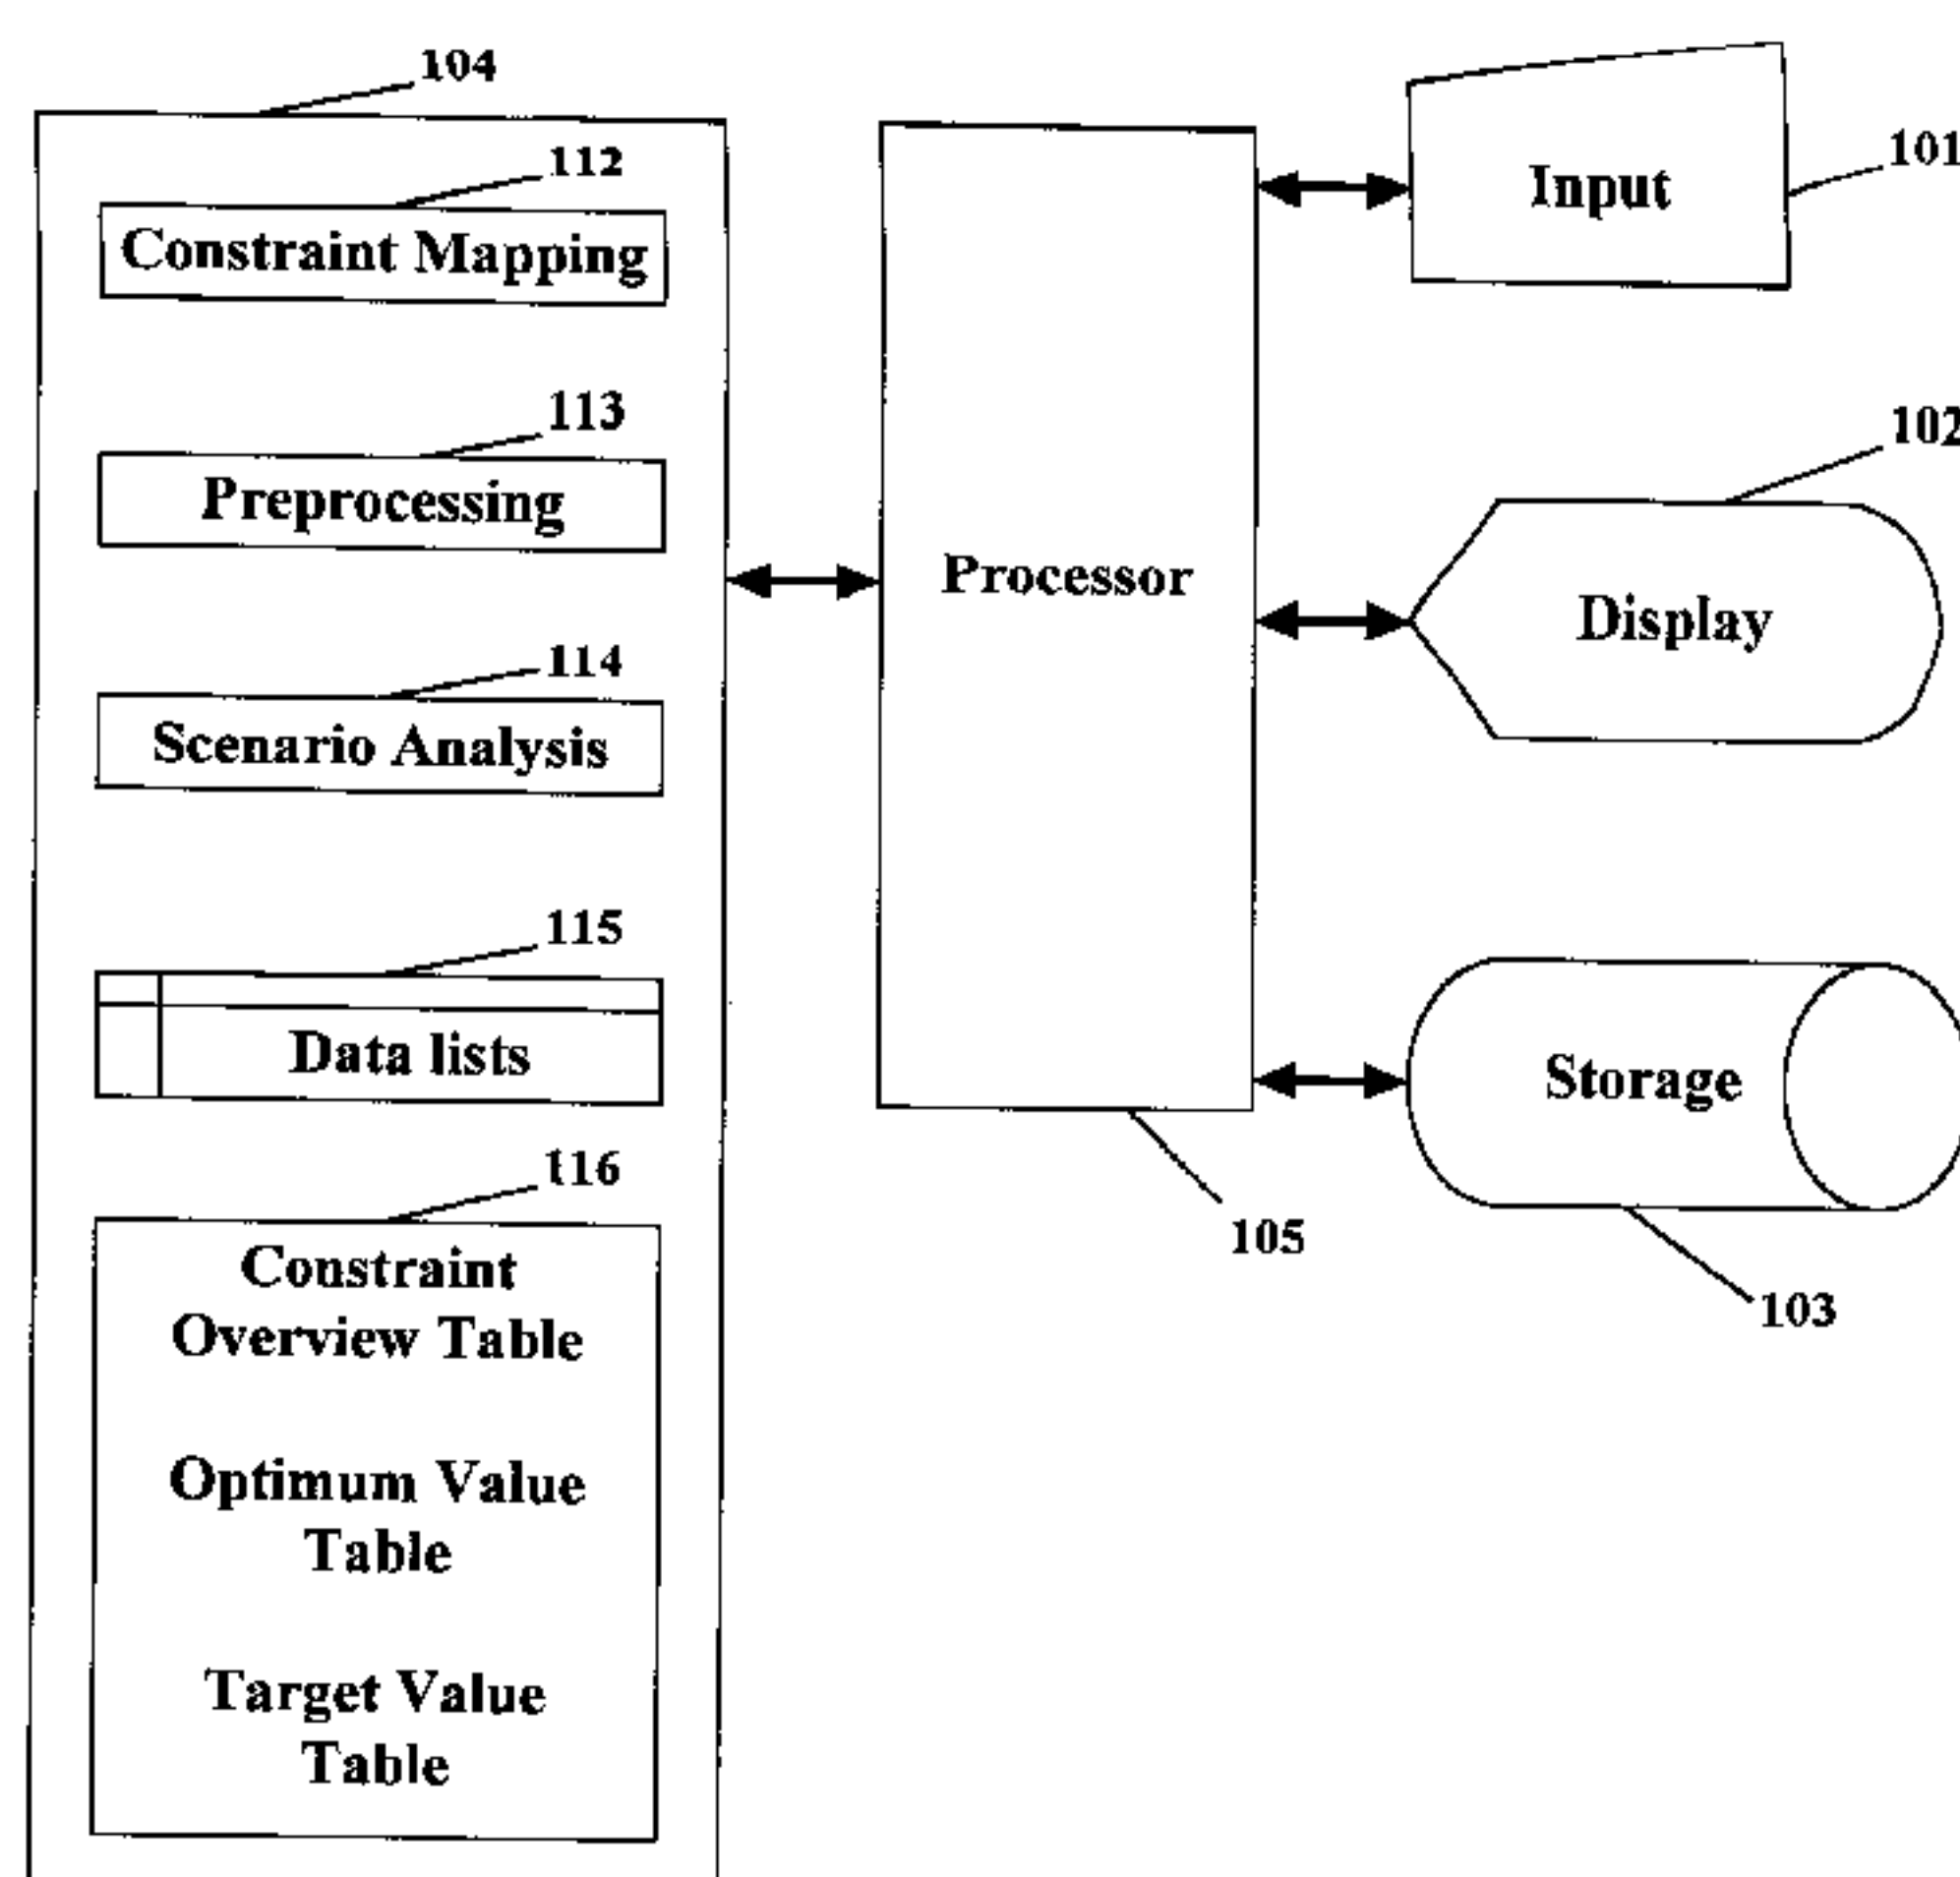 104
112
Constraint Mapping
113
Preprocessing
114
Scenario Analysis
115
Data lists
t16
Constraint
Overview Table
Optimum Value
Table
Target Value
Table
Processor
105
Input
101
Display
102
Storage
103